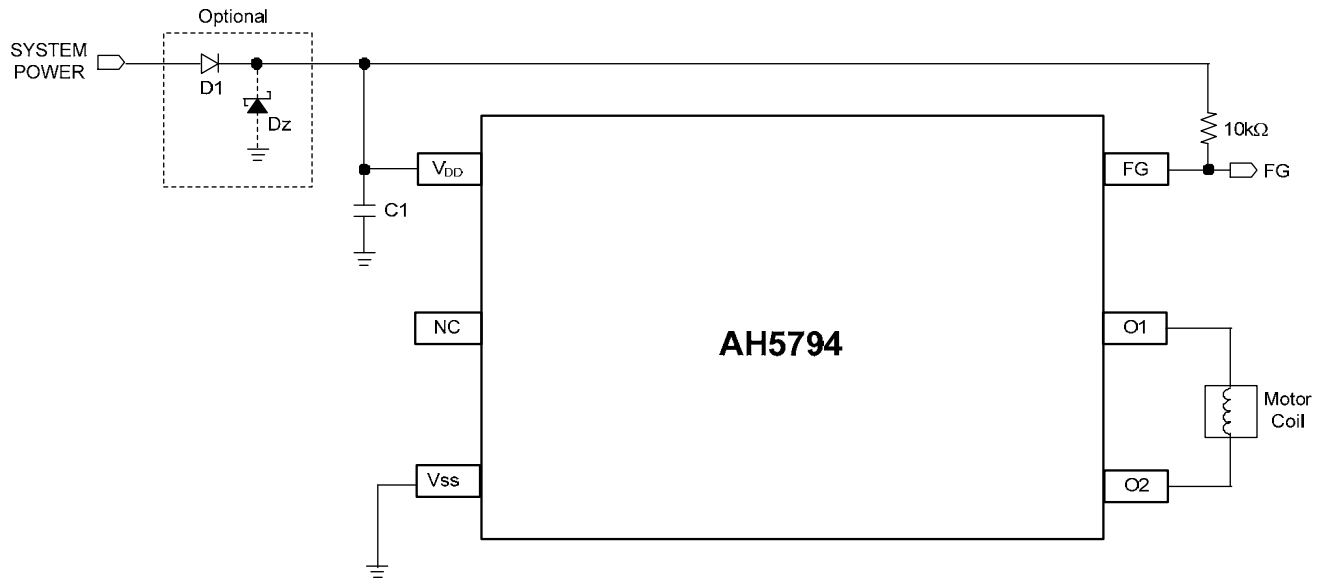 Optional
SYSTEM
POWER
D1
Dz
10kΩ
VDD
FG
FG
C1
NC
AH5794
O1
Motor
Coil
Vss
O2